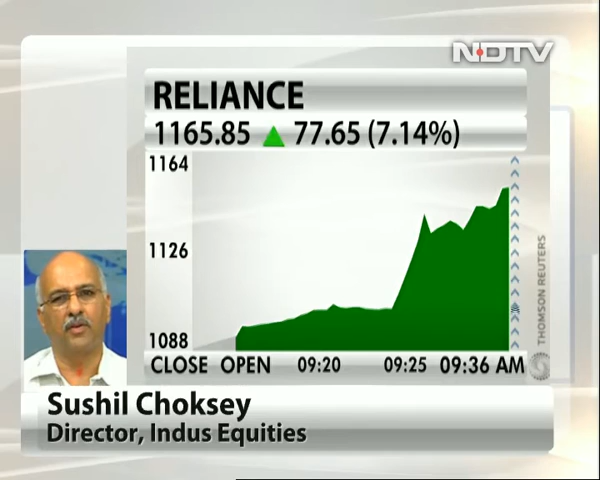 NDTV
RELIANCE
1165.85 ▲ 77.65 (7.14%)
1164
1126
1088
CLOSE OPEN 09:20 09:25 09:36 AM
THOMSON REUTERS
Sushil Choksey
Director, Indus Equities